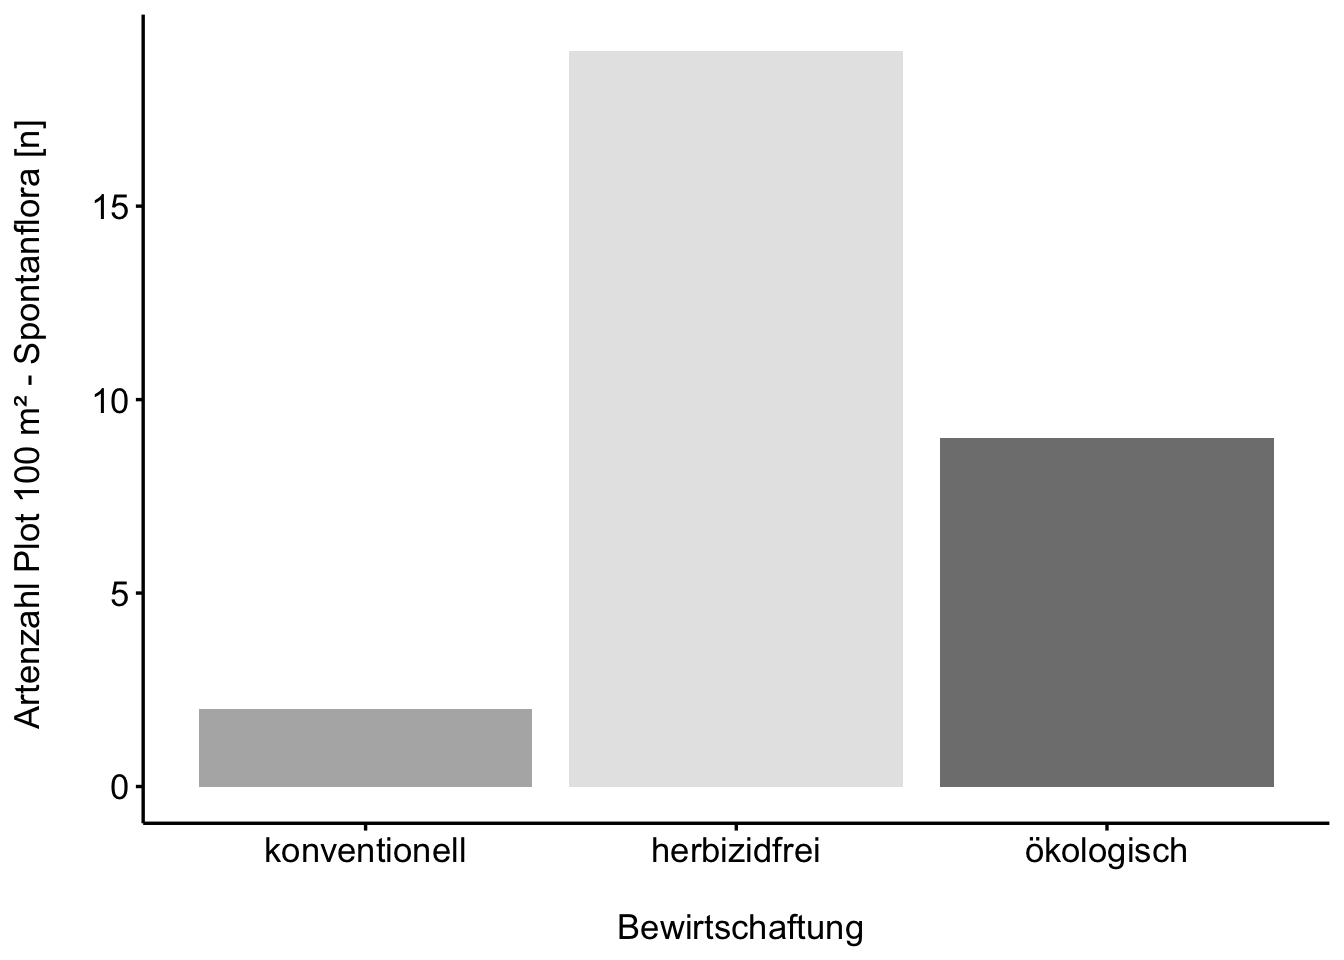 Artenzahl Plot 100 m² - Spontanflora [n]
15
10
5
0
konventionell herbizidfrei ökologisch
Bewirtschaftung